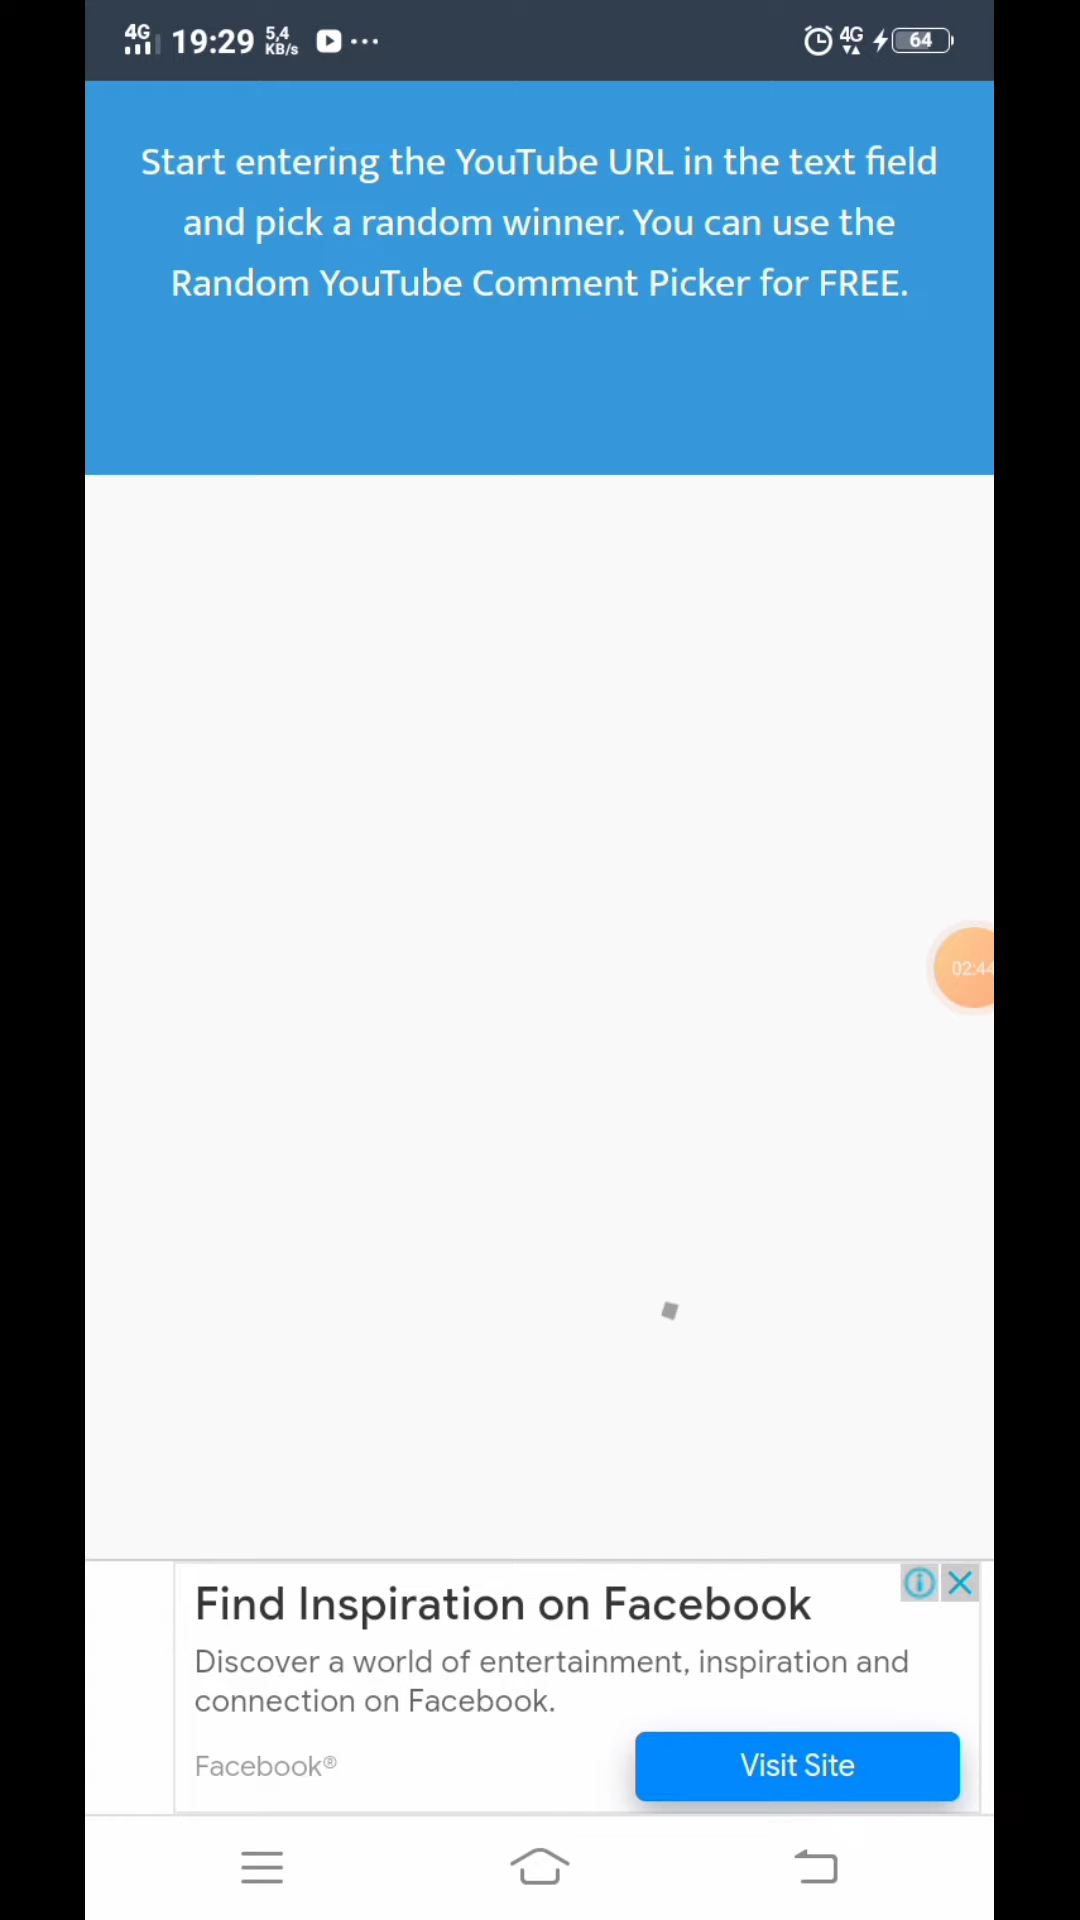 4G 19:29 5,4 KB/s ... 4G 64
Start entering the YouTube URL in the text field
and pick a random winner. You can use the
Random YouTube Comment Picker for FREE.
02:44
Find Inspiration on Facebook
Discover a world of entertainment, inspiration and
connection on Facebook.
Facebook®
Visit Site